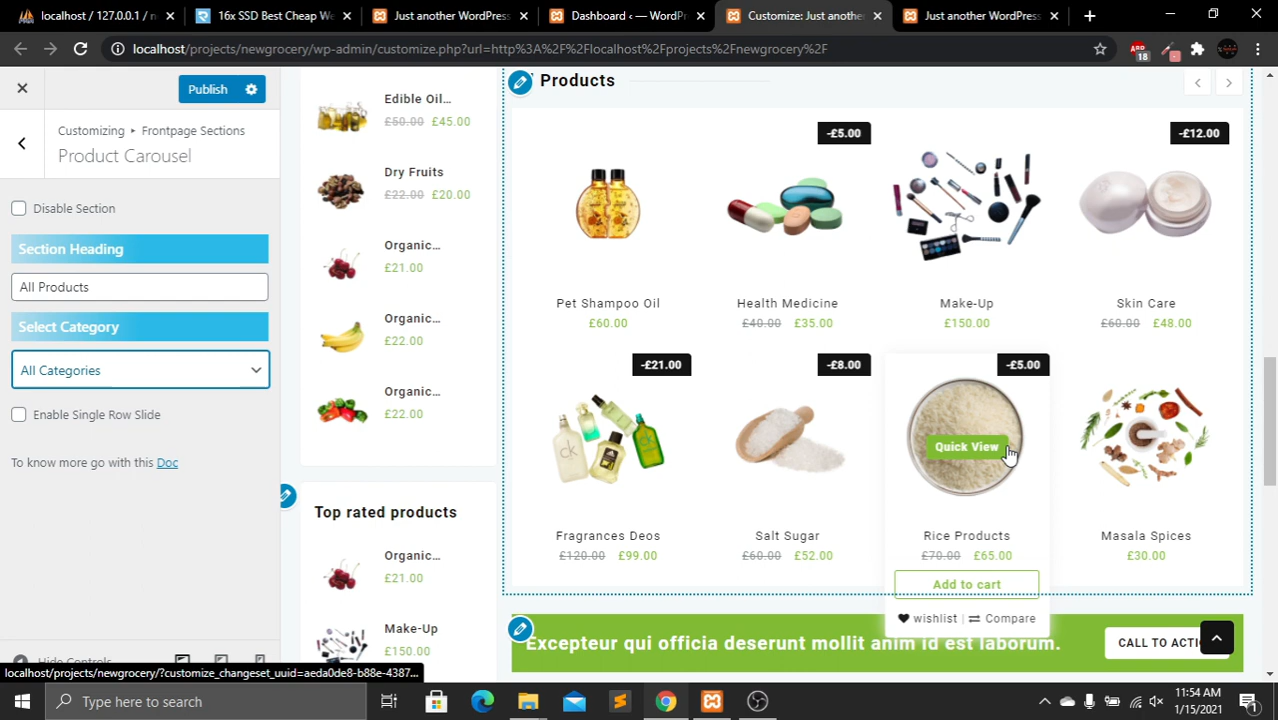 localhost / 127.0.0.1 / n
16x SSD Best Cheap We
Just another WordPress
Dashboard ‹ — WordPr
Customize: Just anothe
Just another WordPress
localhost/projects/newgrocery/wp-admin/customize.php?url=http%3A%2F%2Flocalhost%2Fprojects%2Fnewgrocery%2F
ABP
18
Publish
Customizing ▸ Frontpage Sections
Product Carousel
Disable Section
Section Heading
All Products
Select Category
All Categories
Enable Single Row Slide
To know more go with this Doc
Hide Controls
localhost/projects/newgrocery/?customize_changeset_uuid=aeda0de8-b88e-4387...
Edible Oil...
£50.00 £45.00
Dry Fruits
£22.00 £20.00
Organic...
£21.00
Organic...
£22.00
Organic...
£22.00
Top rated products
Organic...
£21.00
Make-Up
£150.00
Products
-£5.00
-£12.00
Pet Shampoo Oil
£60.00
Health Medicine
£40.00 £35.00
Make-Up
£150.00
Skin Care
£60.00 £48.00
-£21.00
-£8.00
-£5.00
Quick View
Fragrances Deos
£120.00 £99.00
Salt Sugar
£60.00 £52.00
Rice Products
£70.00 £65.00
Add to cart
wishlist | Compare
Masala Spices
£30.00
Excepteur qui officia deserunt mollit anim id est laborum.
CALL TO ACTI
Type here to search
11:54 AM
1/15/2021
1